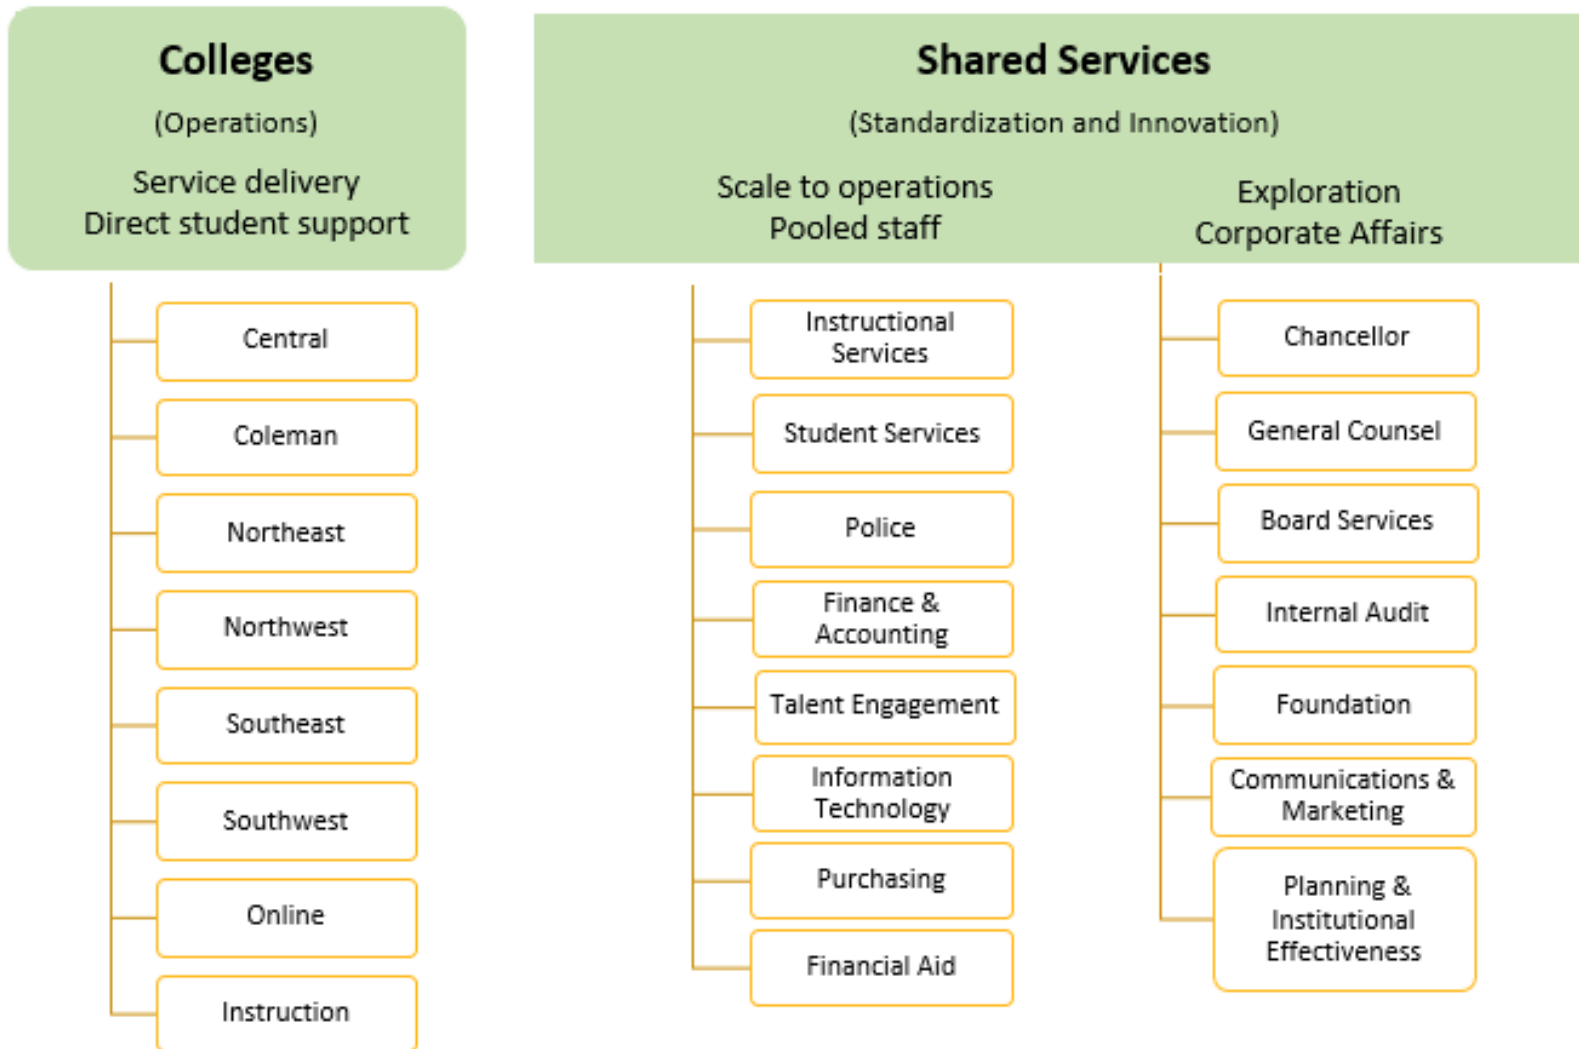 Colleges
(Operations)
Service delivery
Direct student support
Central
Coleman
Northeast
Northwest
Southeast
Southwest
Online
Instruction
Shared Services
(Standardization and Innovation)
Scale to operations
Pooled staff
Instructional
Services
Student Services
Police
Finance &
Accounting
Talent Engagement
Information
Technology
Purchasing
Financial Aid
Exploration
Corporate Affairs
Chancellor
General Counsel
Board Services
Internal Audit
Foundation
Communications &
Marketing
Planning &
Institutional
Effectiveness